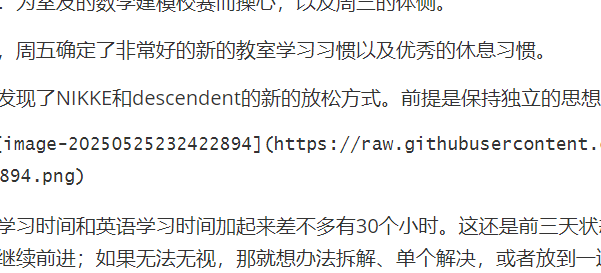 ：为室友的数学建模校赛而操心，以及周三的体测。
，周五确定了非常好的新的教室学习习惯以及优秀的休息习惯。
发现了NIKKE和descendent的新的放松方式。前提是保持独立的思想
[image-20250525232422894](https://raw.githubusercontent.c
894.png)
学习时间和英语学习时间加起来差不多有30个小时。这还是前三天状
继续前进；如果无法无视，那就想办法拆解、单个解决，或者放到一